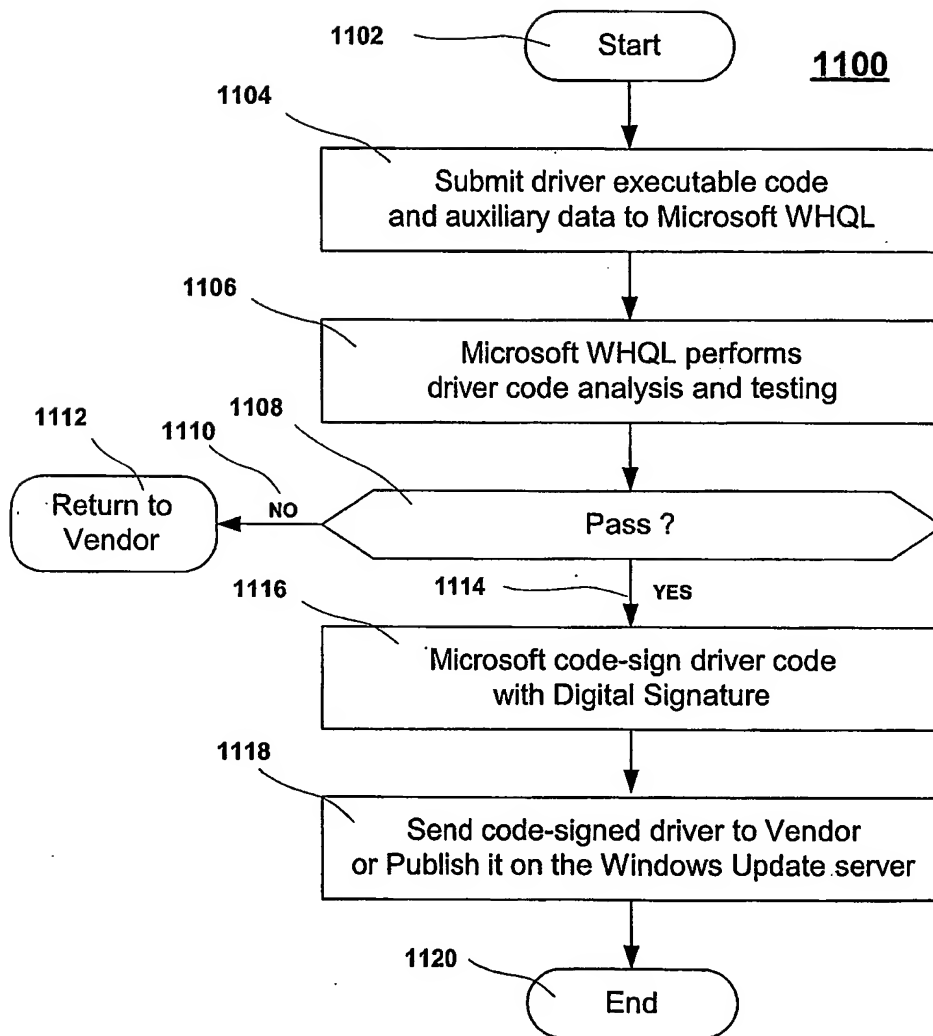 1102
Start
1100
1104
Submit driver executable code
and auxiliary data to Microsoft WHQL
1106
Microsoft WHQL performs
driver code analysis and testing
1108
1110
1112
Return to
Vendor
NO
Pass ?
1114
YES
1116
Microsoft code-sign driver code
with Digital Signature
1118
Send code-signed driver to Vendor
or Publish it on the Windows Update server
1120
End